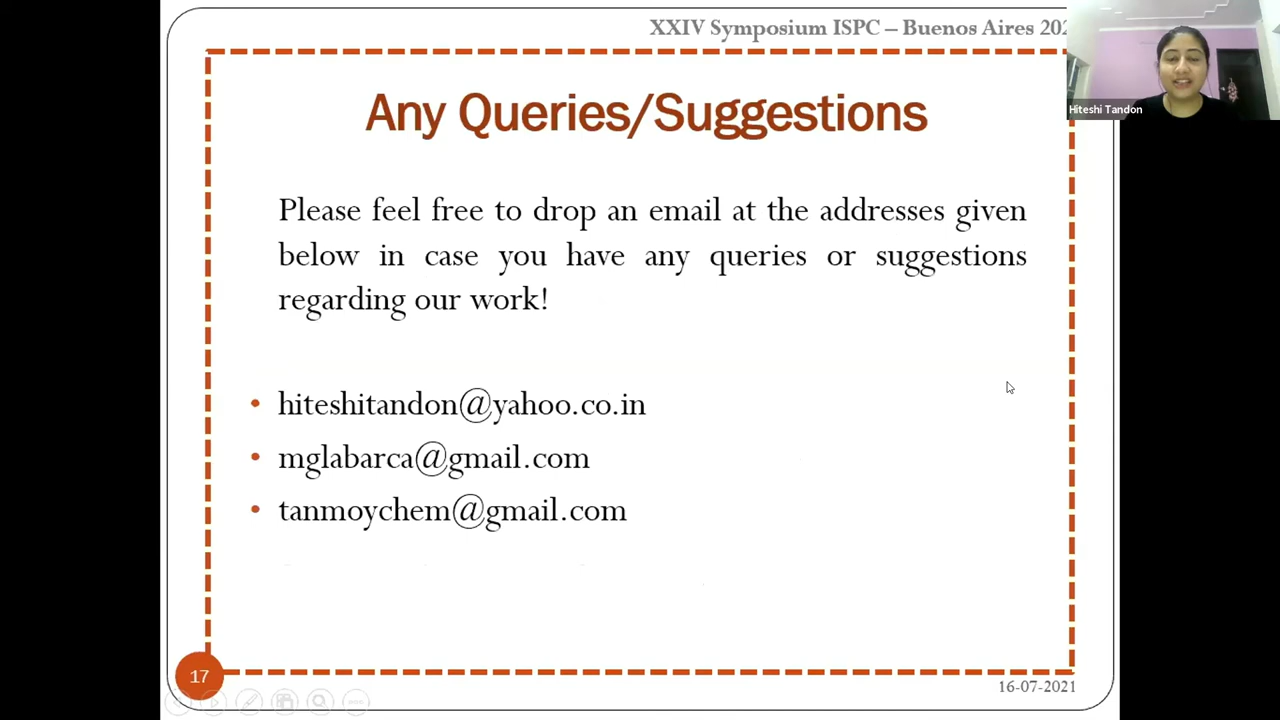 XXIV Symposium ISPC – Buenos Aires 202
Hiteshi Tandon
Any Queries/Suggestions
Please feel free to drop an email at the addresses given
below in case you have any queries or suggestions
regarding our work!
• hiteshitandon@yahoo.co.in
• mglabarca@gmail.com
• tanmoychem@gmail.com
17
16-07-2021